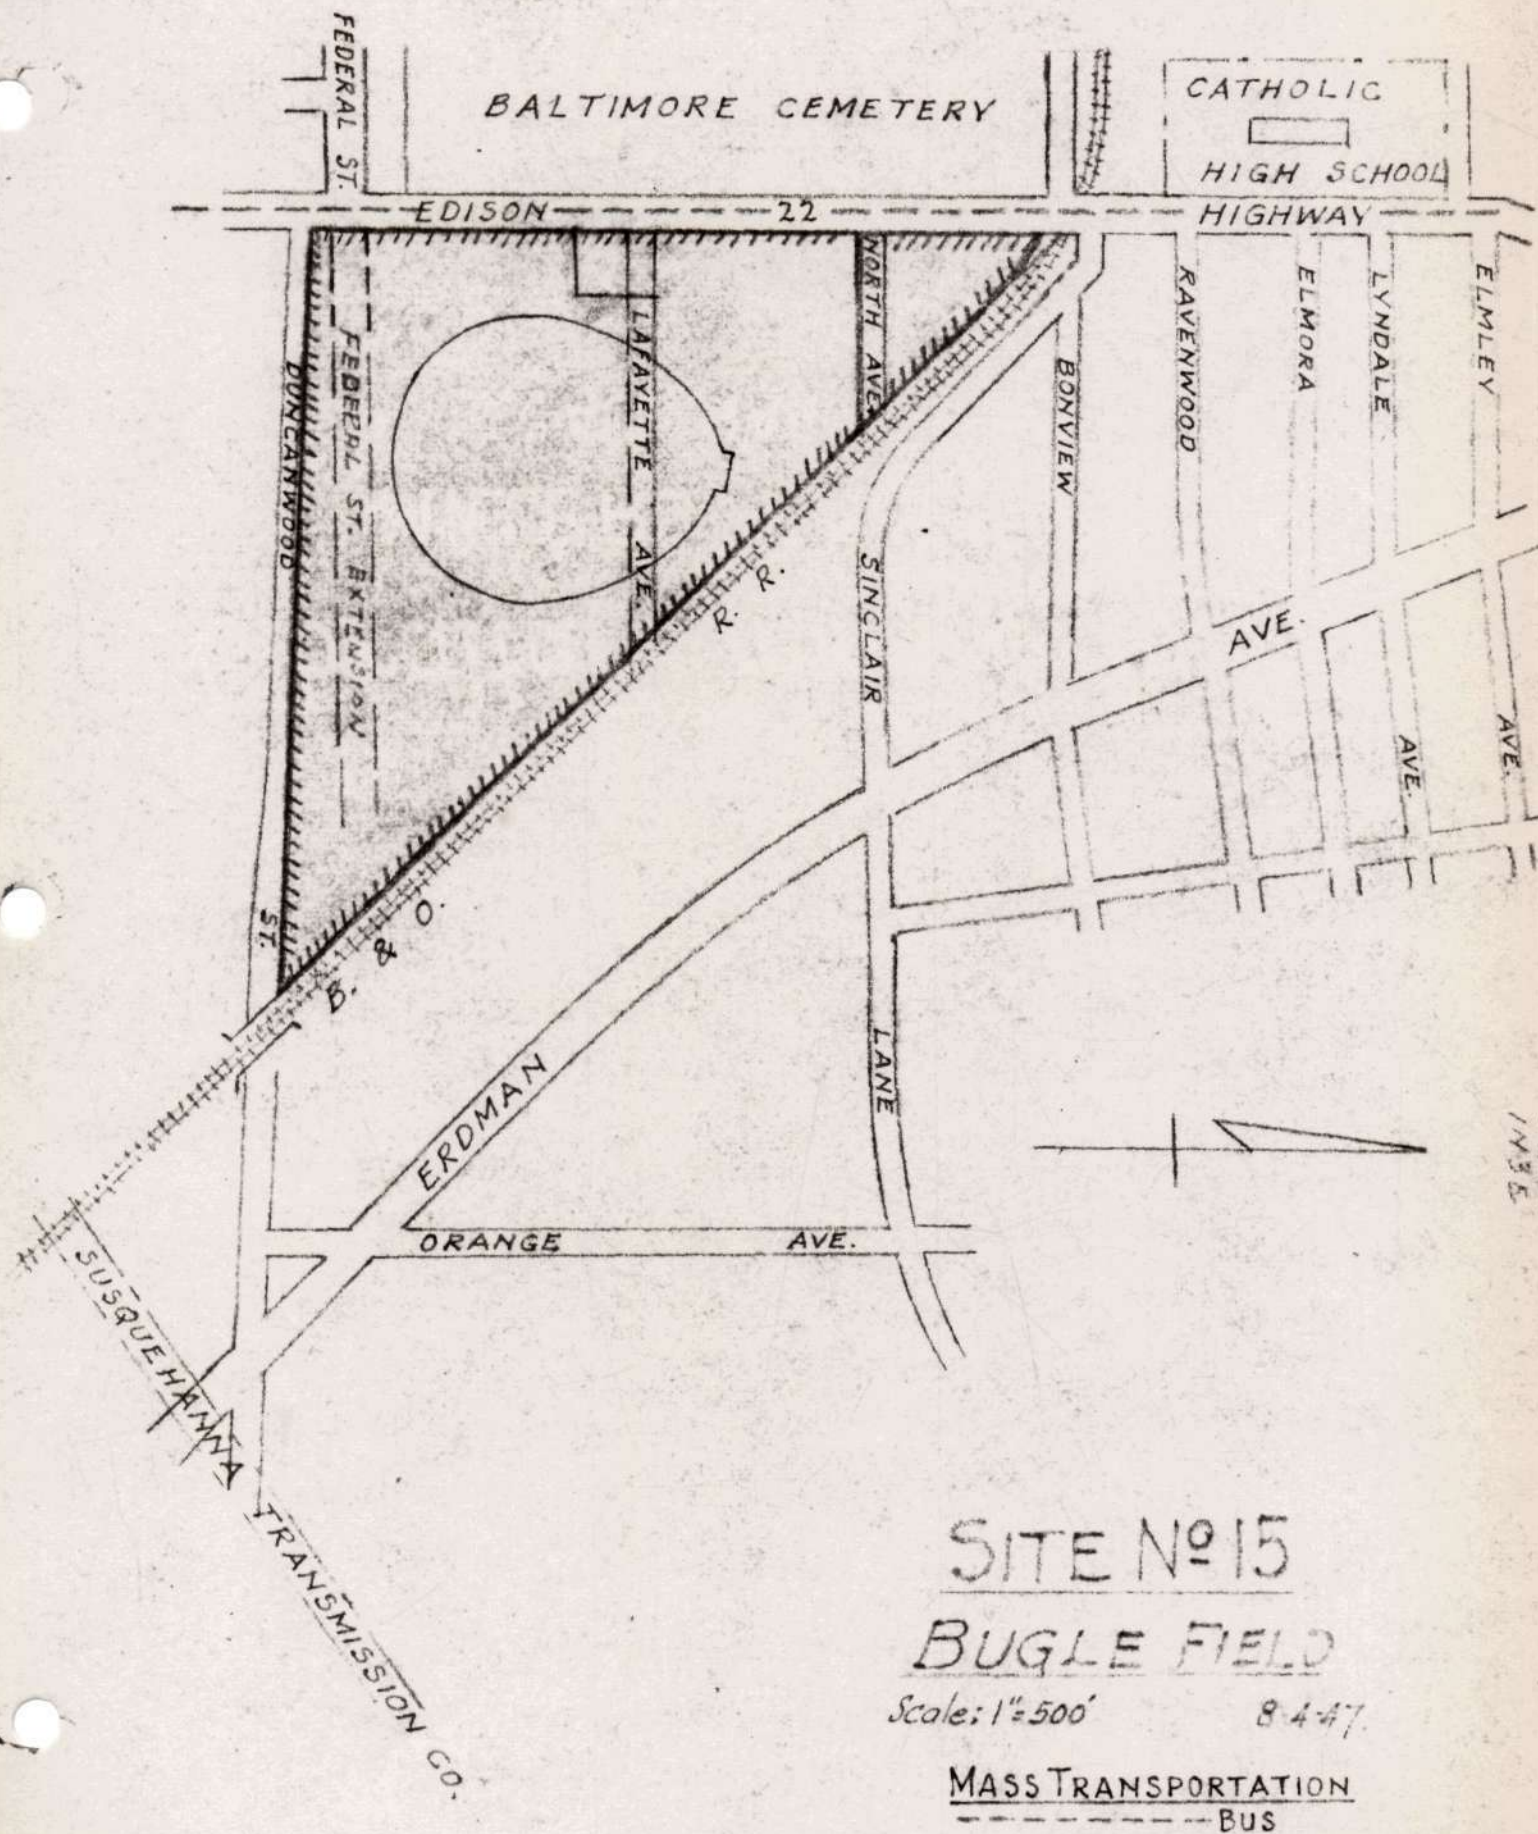 FEDERAL ST.
BALTIMORE CEMETERY
CATHOLIC
HIGH SCHOOL
EDISON 22 HIGHWAY
DUNCANWOOD ST.
FEDERAL ST. EXTENSION
LAFAYETTE AVE.
NORTH AVE.
BONVIEW
RAVENWOOD
ELMORA
LYNDALE AVE.
ELMLEY AVE.
B. & O. R. R.
SINCLAIR LANE
ERDMAN AVE.
ORANGE AVE.
SUSQUEHANNA TRANSMISSION CO.
SITE Nº 15
BUGLE FIELD
Scale: 1"=500' 8-4-47.
MASS TRANSPORTATION
BUS